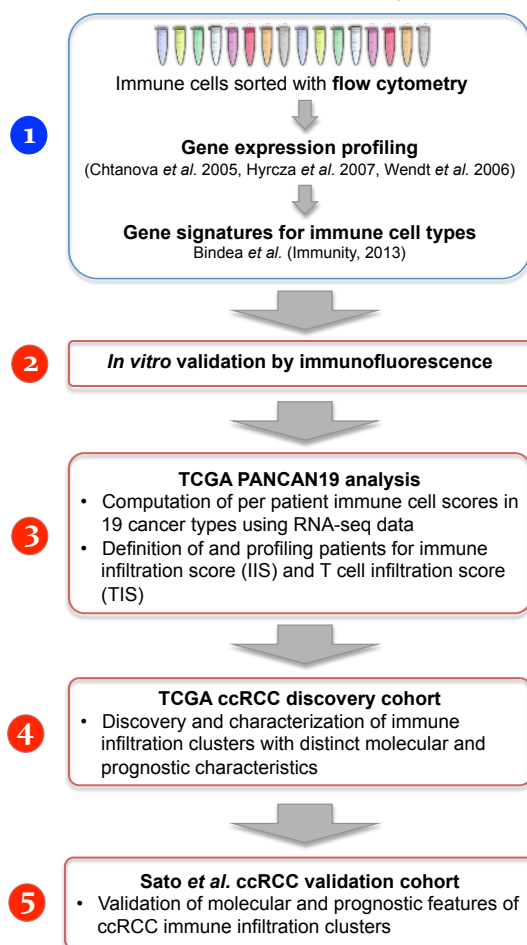 Immune cells sorted with flow cytometry
1
Gene expression profiling
(Chtanova et al. 2005, Hyrcza et al. 2007, Wendt et al. 2006)
Gene signatures for immune cell types
Bindea et al. (Immunity, 2013)
2
In vitro validation by immunofluorescence
TCGA PANCAN19 analysis
• Computation of per patient immune cell scores in
19 cancer types using RNA-seq data
3
• Definition of and profiling patients for immune
infiltration score (IIS) and T cell infiltration score
(TIS)
TCGA ccRCC discovery cohort
4
• Discovery and characterization of immune
infiltration clusters with distinct molecular and
prognostic characteristics
Sato et al. ccRCC validation cohort
5
• Validation of molecular and prognostic features of
ccRCC immune infiltration clusters